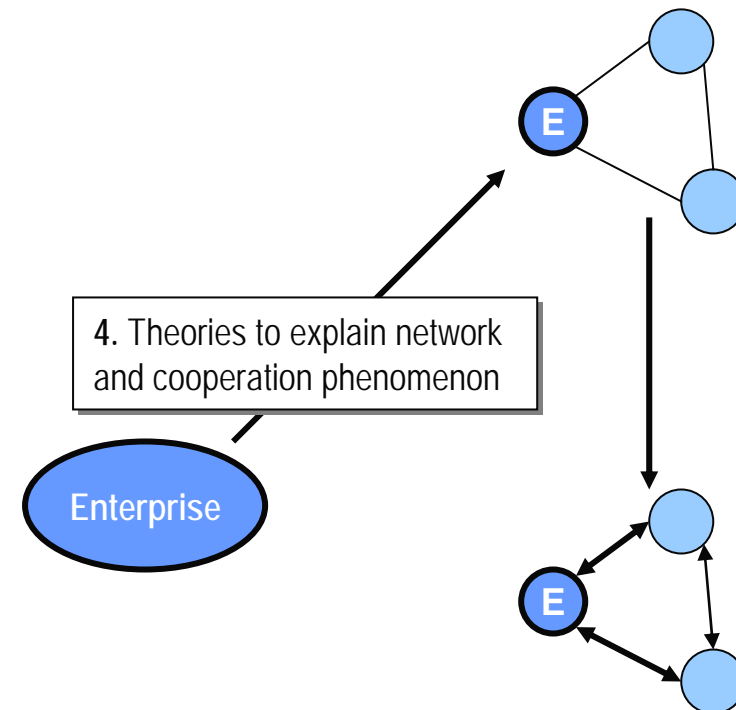 E
4. Theories to explain network
and cooperation phenomenon
Enterprise
E